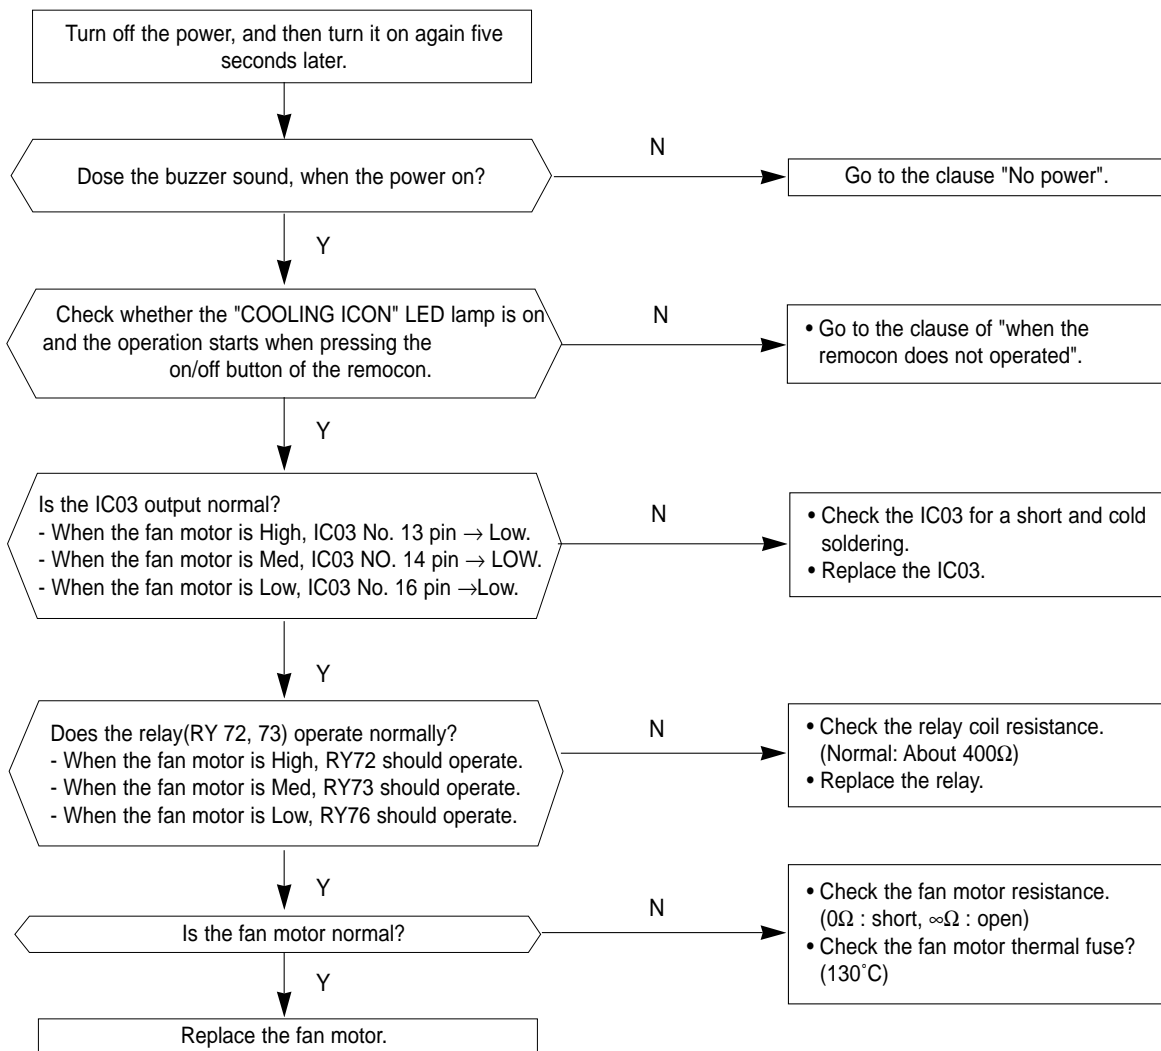 Turn off the power, and then turn it on again five
seconds later.
N
Dose the buzzer sound, when the power on?
Go to the clause "No power".
Y
Check whether the "COOLING ICON" LED lamp is on
and the operation starts when pressing the
on/off button of the remocon.
N
• Go to the clause of "when the
remocon does not operated".
Y
Is the IC03 output normal?
- When the fan motor is High, IC03 No. 13 pin → Low.
- When the fan motor is Med, IC03 NO. 14 pin → LOW.
- When the fan motor is Low, IC03 No. 16 pin →Low.
N
• Check the IC03 for a short and cold
soldering.
• Replace the IC03.
Y
Does the relay(RY 72, 73) operate normally?
- When the fan motor is High, RY72 should operate.
- When the fan motor is Med, RY73 should operate.
- When the fan motor is Low, RY76 should operate.
N
• Check the relay coil resistance.
(Normal: About 400Ω)
• Replace the relay.
Y
Is the fan motor normal?
N
• Check the fan motor resistance.
(0Ω : short, ∞Ω : open)
• Check the fan motor thermal fuse?
(130˚C)
Y
Replace the fan motor.